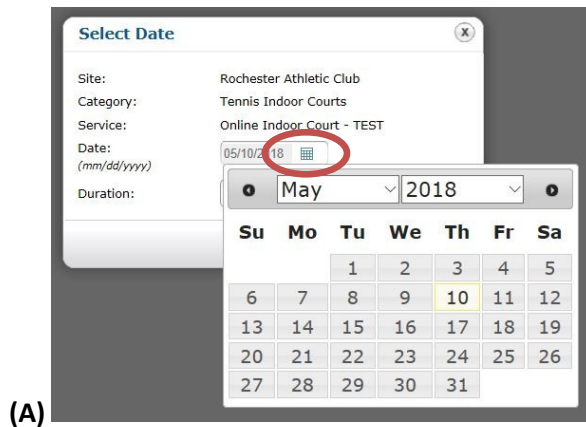 Select Date
x
Site: Rochester Athletic Club
Category: Tennis Indoor Courts
Service: Online Indoor Court - TEST
Date: 05/10/2018
(mm/dd/yyyy)
Duration:
May 2018
Su Mo Tu We Th Fr Sa
1 2 3 4 5
6 7 8 9 10 11 12
13 14 15 16 17 18 19
20 21 22 23 24 25 26
27 28 29 30 31
(A)